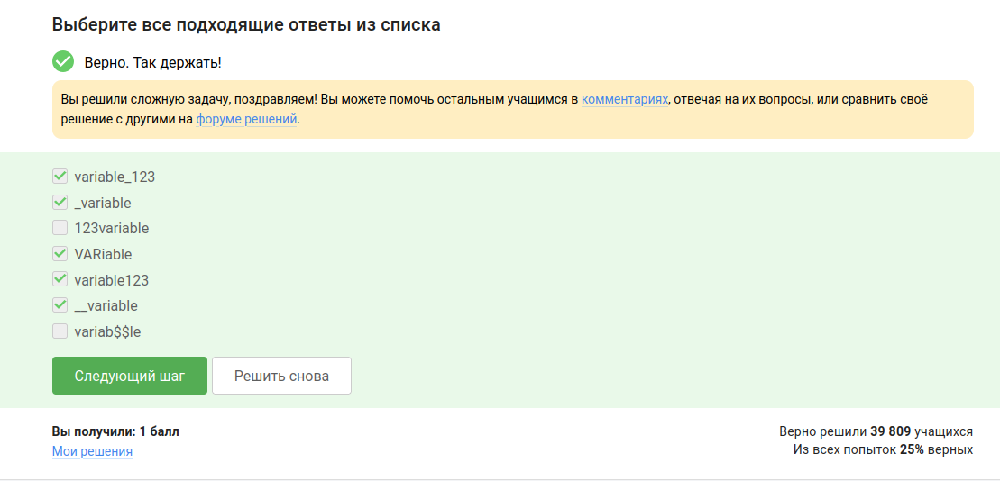 Выберите все подходящие ответы из списка
Верно. Так держать!
Вы решили сложную задачу, поздравляем! Вы можете помочь остальным учащимся в комментариях, отвечая на их вопросы, или сравнить своё
решение с другими на форуме решений.
variable_123
_variable
123variable
VARiable
variable123
__variable
variab$$le
Следующий шаг
Решить снова
Вы получили: 1 балл
Мои решения
Верно решили 39 809 учащихся
Из всех попыток 25% верных